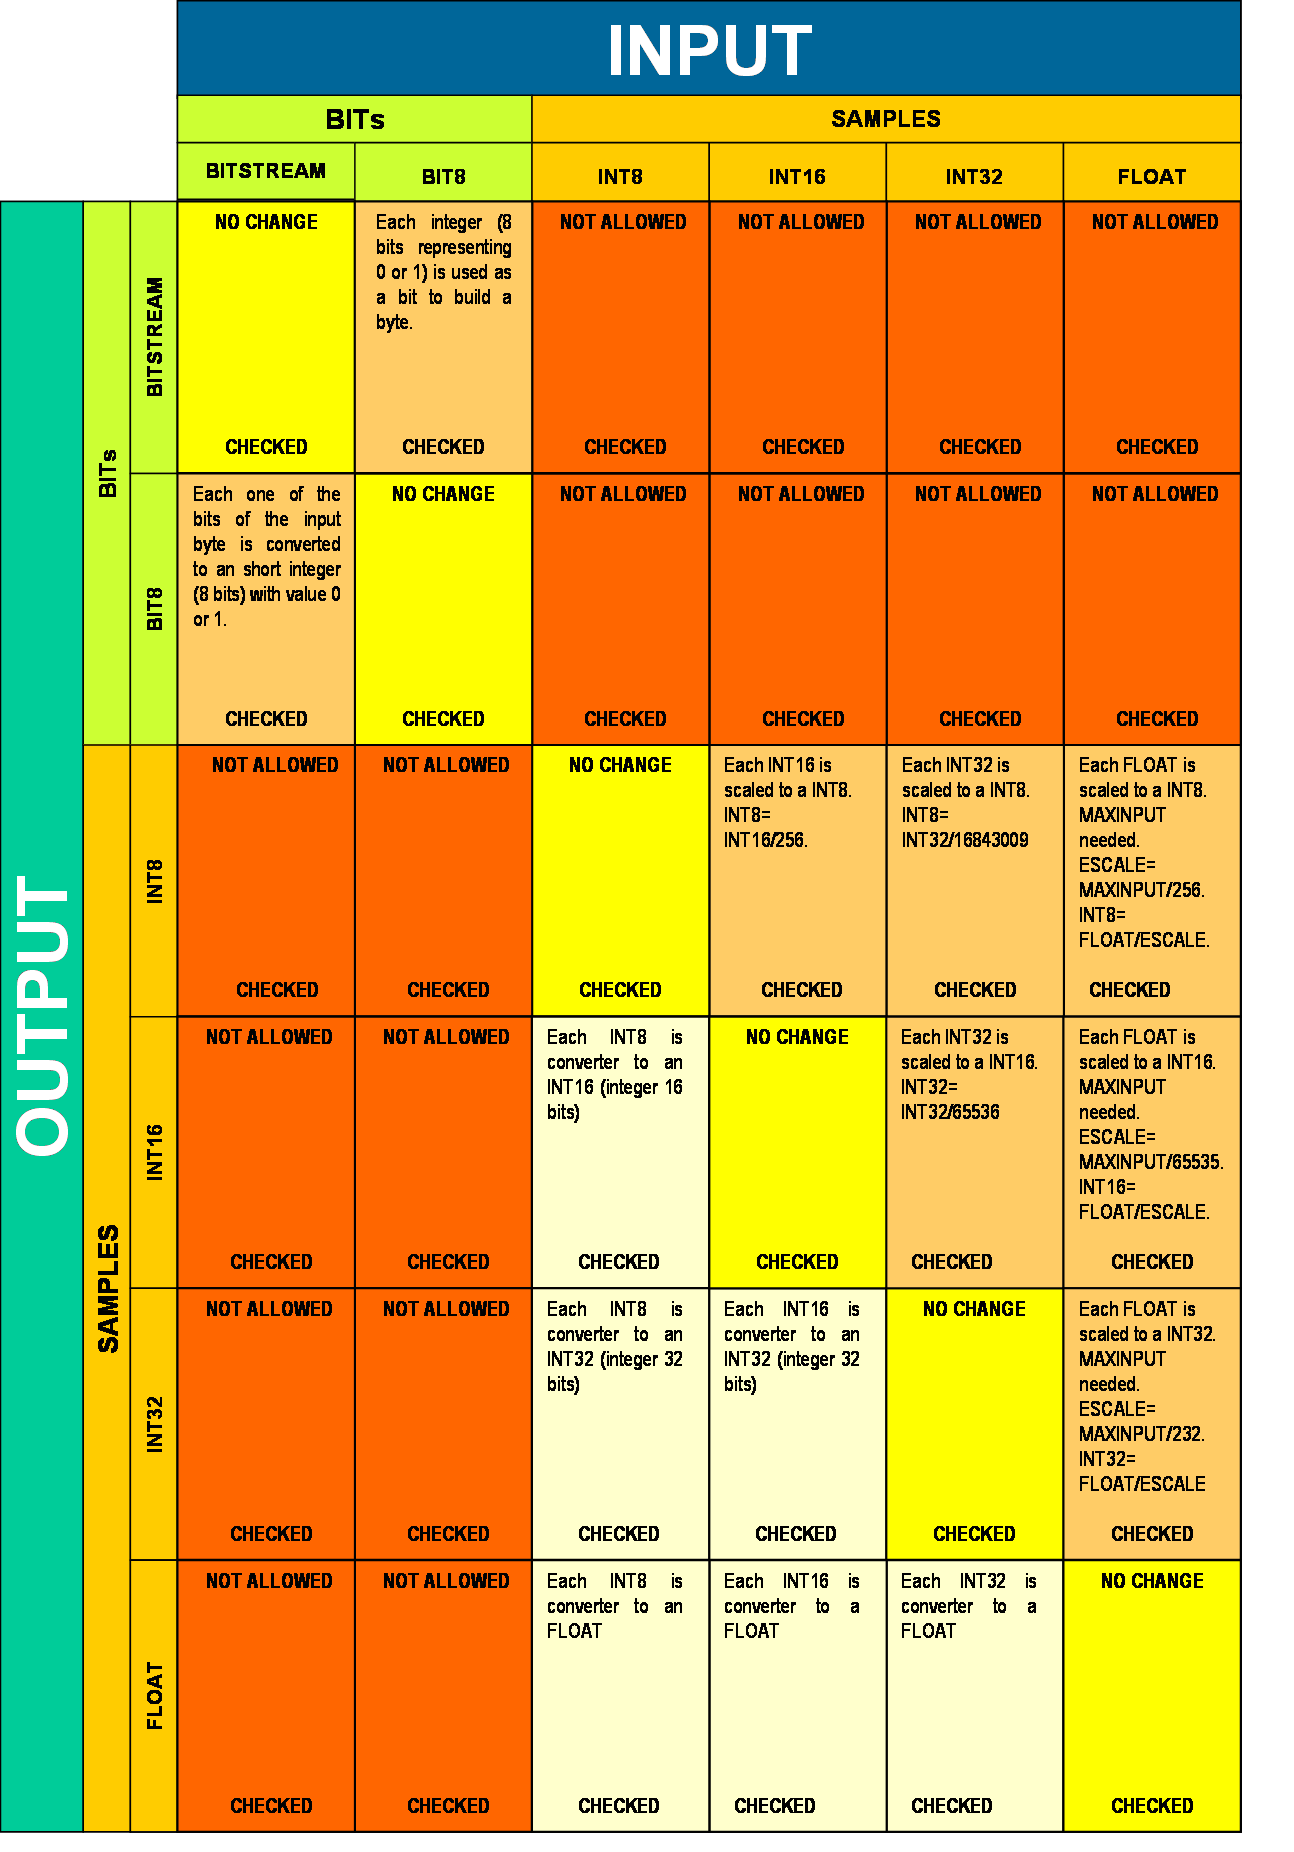 INPUT
BITs
SAMPLES
BITSTREAM
BIT8
INT8
INT16
INT32
FLOAT
OUTPUT
BITs
BITSTREAM
NO CHANGE
CHECKED
Each integer (8
bits representing
0 or 1) is used as
a bit to build a
byte.
CHECKED
NOT ALLOWED
CHECKED
NOT ALLOWED
CHECKED
NOT ALLOWED
CHECKED
NOT ALLOWED
CHECKED
BIT8
Each one of the
bits of the input
byte is converted
to an short integer
(8 bits) with value 0
or 1.
CHECKED
NO CHANGE
CHECKED
NOT ALLOWED
CHECKED
NOT ALLOWED
CHECKED
NOT ALLOWED
CHECKED
NOT ALLOWED
CHECKED
SAMPLES
INT8
NOT ALLOWED
CHECKED
NOT ALLOWED
CHECKED
NO CHANGE
CHECKED
Each INT16 is
scaled to a INT8.
INT8=
INT16/256.
CHECKED
Each INT32 is
scaled to a INT8.
INT8=
INT32/16843009
CHECKED
Each FLOAT is
scaled to a INT8.
MAXINPUT
needed.
ESCALE=
MAXINPUT/256.
INT8=
FLOAT/ESCALE.
CHECKED
INT16
NOT ALLOWED
CHECKED
NOT ALLOWED
CHECKED
Each INT8 is
converter to an
INT16 (integer 16
bits)
CHECKED
NO CHANGE
CHECKED
Each INT32 is
scaled to a INT16.
INT32=
INT32/65536
CHECKED
Each FLOAT is
scaled to a INT16.
MAXINPUT
needed.
ESCALE=
MAXINPUT/65535.
INT16=
FLOAT/ESCALE.
CHECKED
INT32
NOT ALLOWED
CHECKED
NOT ALLOWED
CHECKED
Each INT8 is
converter to an
INT32 (integer 32
bits)
CHECKED
Each INT16 is
converter to an
INT32 (integer 32
bits)
CHECKED
NO CHANGE
CHECKED
Each FLOAT is
scaled to a INT32.
MAXINPUT
needed.
ESCALE=
MAXINPUT/232.
INT32=
FLOAT/ESCALE
CHECKED
FLOAT
NOT ALLOWED
CHECKED
NOT ALLOWED
CHECKED
Each INT8 is
converter to an
FLOAT
CHECKED
Each INT16 is
converter to a
FLOAT
CHECKED
Each INT32 is
converter to a
FLOAT
CHECKED
NO CHANGE
CHECKED